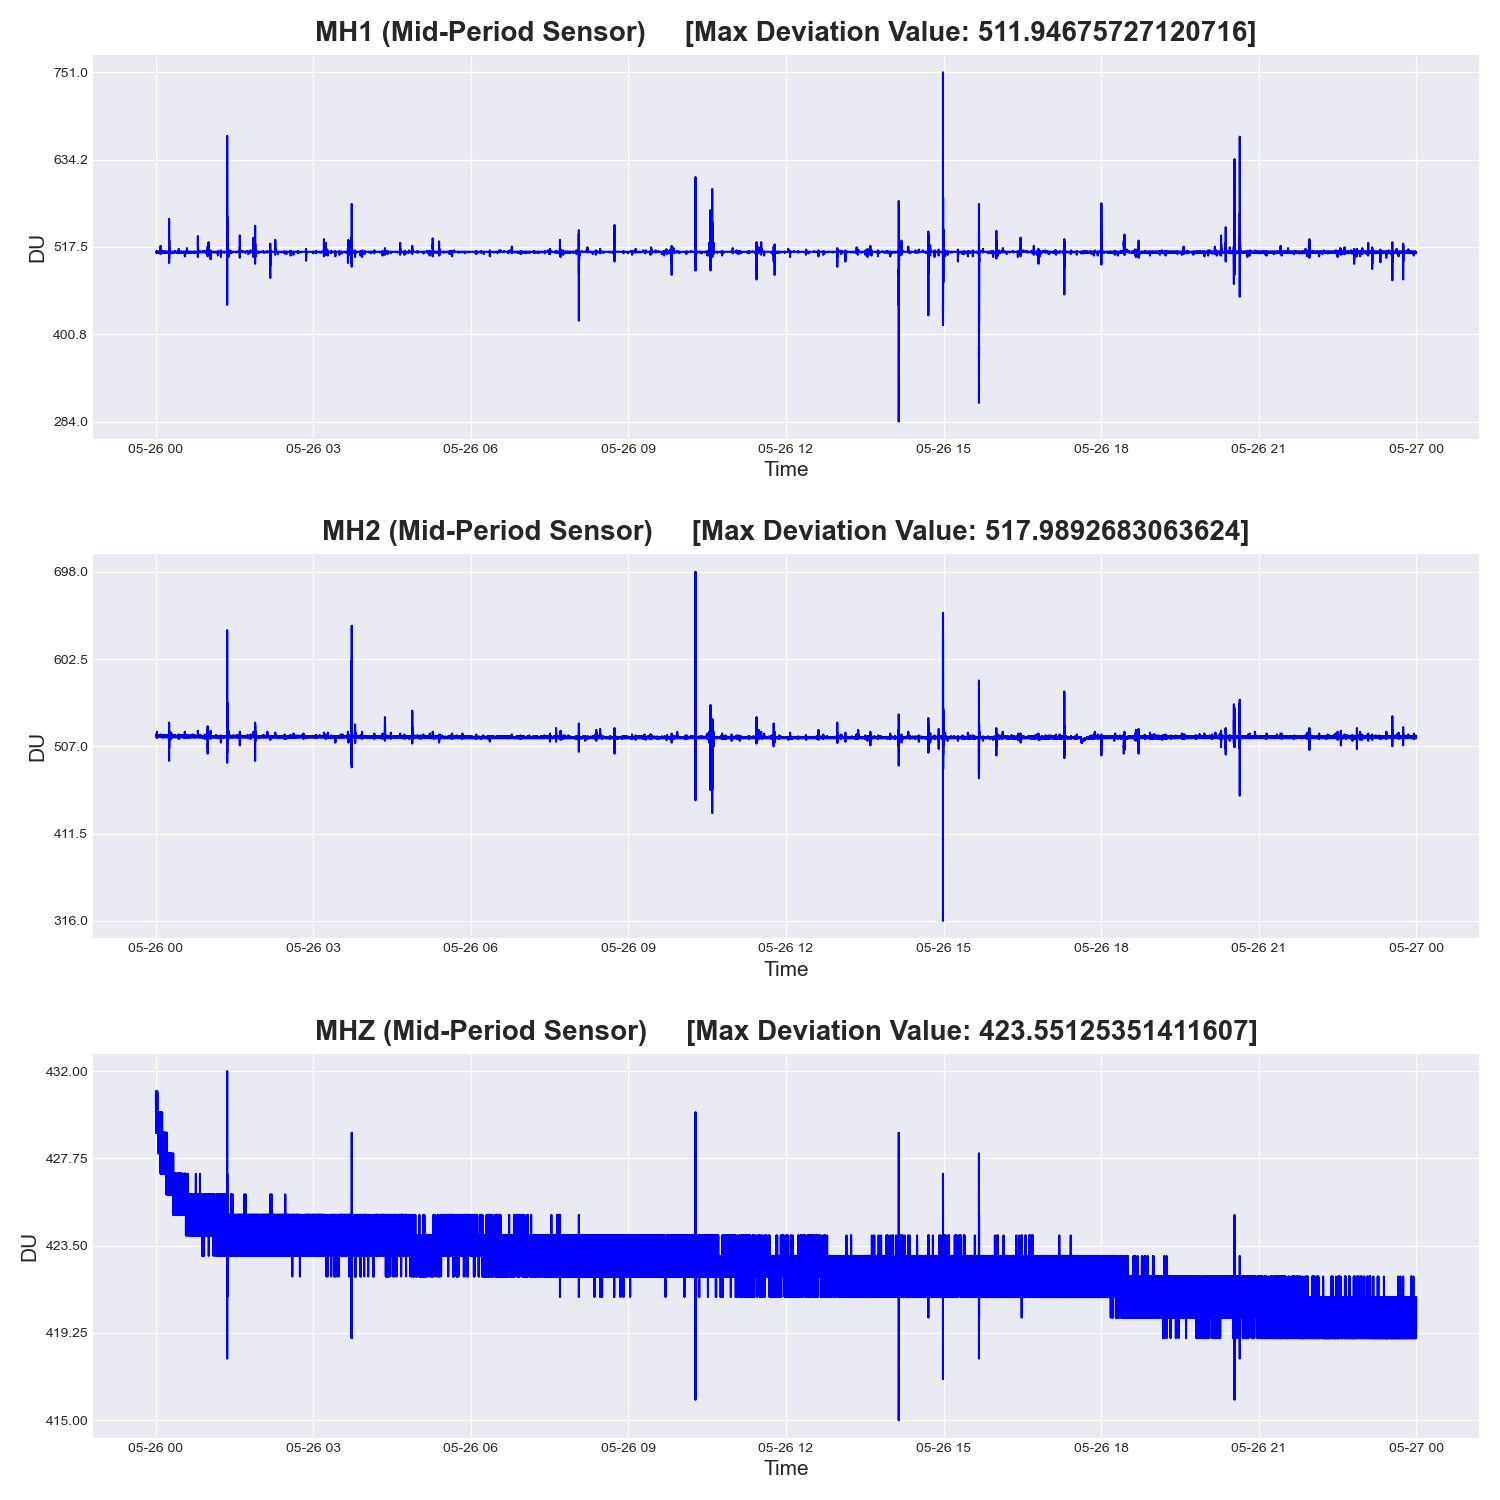 MH1 (Mid-Period Sensor) [Max Deviation Value: 511.94675727120716]
751.0
634.2
517.5
400.8
284.0
DU
05-26 00 05-26 03 05-26 06 05-26 09 05-26 12 05-26 15 05-26 18 05-26 21 05-27 00
Time
MH2 (Mid-Period Sensor) [Max Deviation Value: 517.9892683063624]
698.0
602.5
507.0
411.5
316.0
DU
05-26 00 05-26 03 05-26 06 05-26 09 05-26 12 05-26 15 05-26 18 05-26 21 05-27 00
Time
MHZ (Mid-Period Sensor) [Max Deviation Value: 423.55125351411607]
432.00
427.75
423.50
419.25
415.00
DU
05-26 00 05-26 03 05-26 06 05-26 09 05-26 12 05-26 15 05-26 18 05-26 21 05-27 00
Time